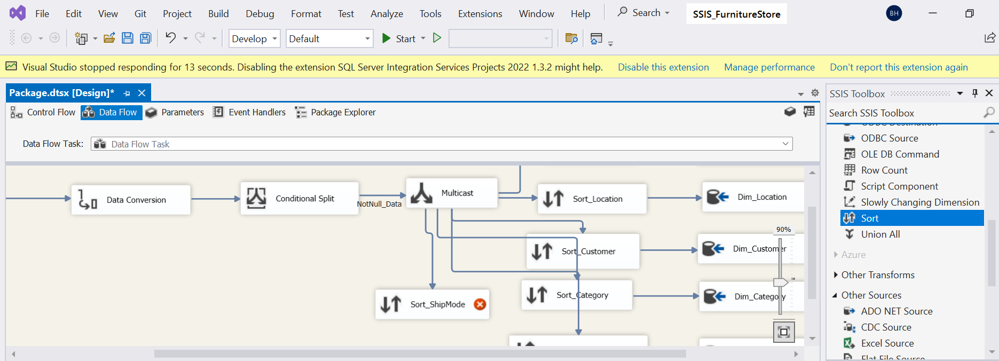 File Edit View Git Project Build Debug Format Test Analyze Tools Extensions Window Help Search SSIS_FurnitureStore BH
Develop Default Start
Visual Studio stopped responding for 13 seconds. Disabling the extension SQL Server Integration Services Projects 2022 1.3.2 might help. Disable this extension Manage performance Don't report this extension again
Package.dtsx [Design]*
Control Flow Data Flow Parameters Event Handlers Package Explorer
Data Flow Task: Data Flow Task
Data Conversion
Conditional Split
NotNull_Data
Multicast
Sort_Location
Dim_Location
Sort_Customer
Dim_Customer
Sort_Category
Dim_Category
Sort_ShipMode
90%
SSIS Toolbox
Search SSIS Toolbox
ODBC Destination
ODBC Source
OLE DB Command
Row Count
Script Component
Slowly Changing Dimension
Sort
Union All
Azure
Other Transforms
Other Sources
ADO NET Source
CDC Source
Excel Source
Flat File Source